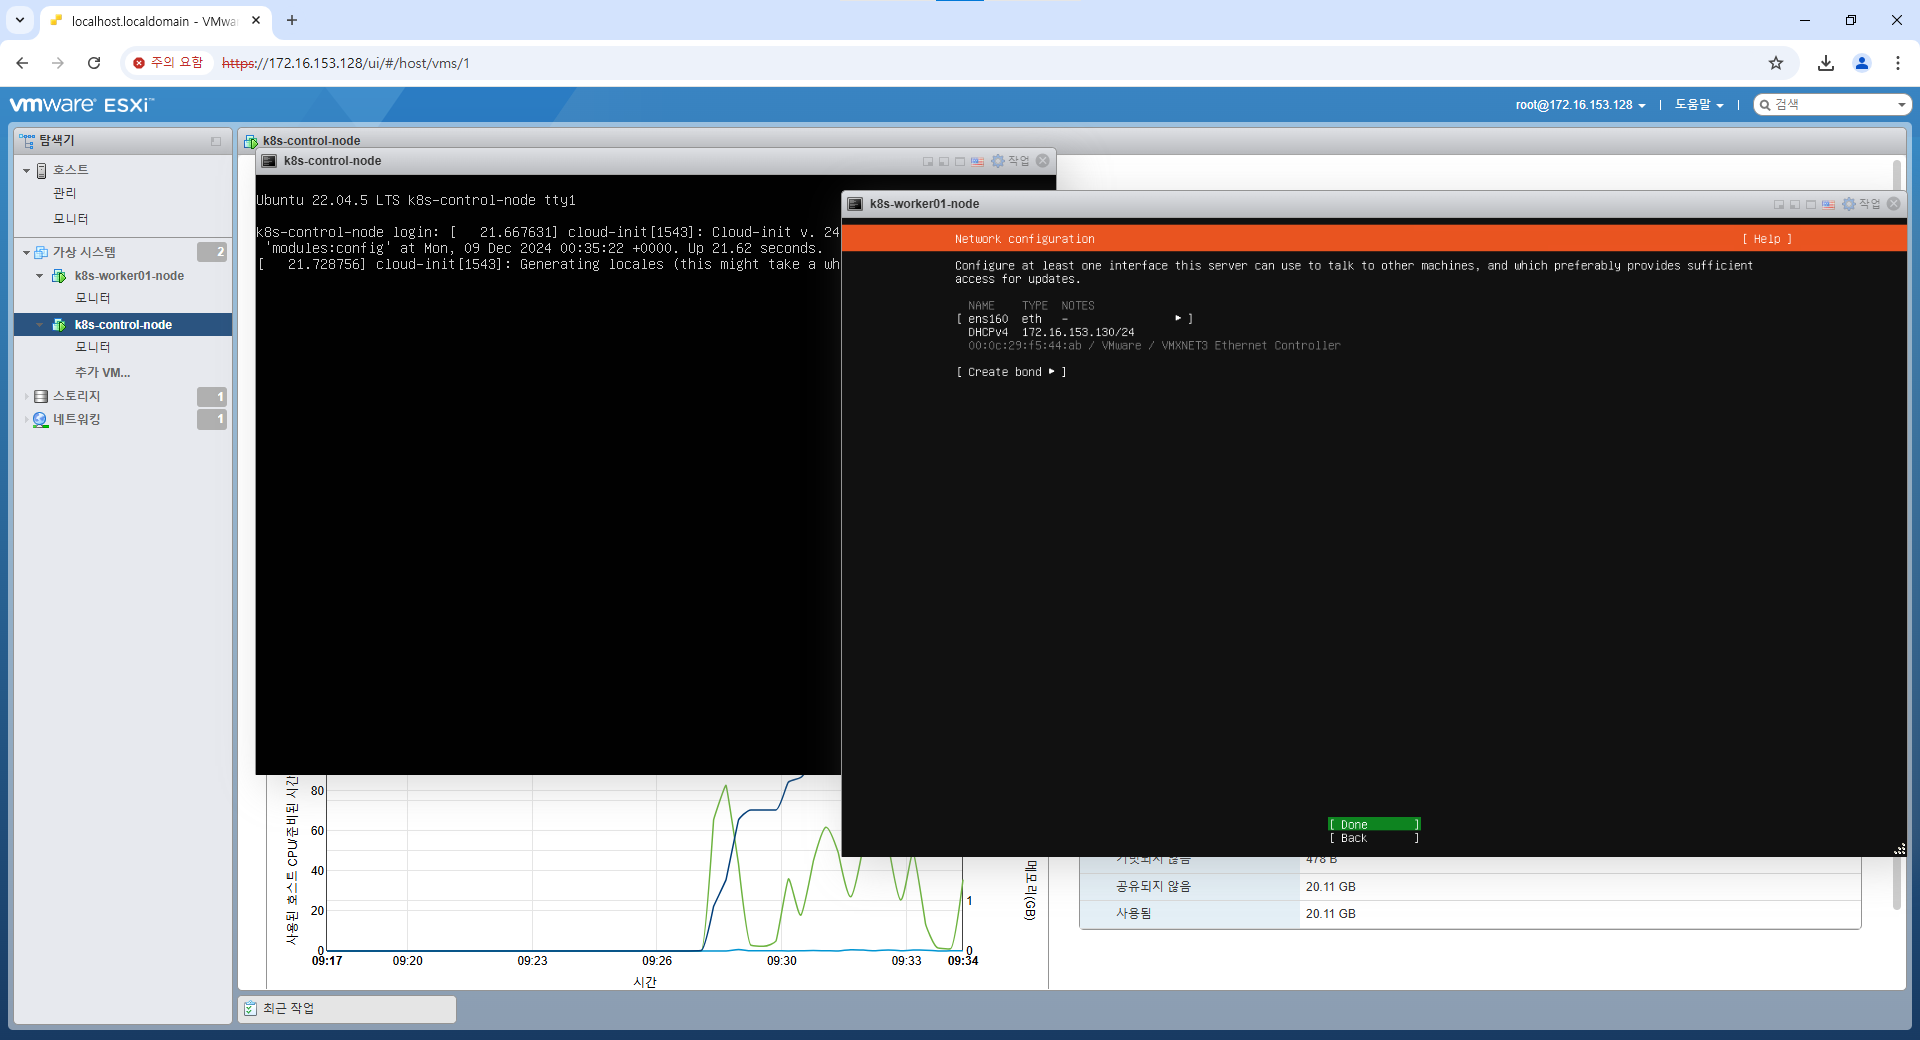 localhost.localdomain - VMwa
주의 요함
https://172.16.153.128/ui/#/host/vms/1
vmware ESXi™
root@172.16.153.128
도움말
검색
탐색기
호스트
관리
모니터
가상 시스템
2
k8s-worker01-node
모니터
k8s-control-node
모니터
추가 VM...
스토리지
1
네트워킹
1
k8s-control-node
k8s-control-node
작업
Ubuntu 22.04.5 LTS k8s-control-node tty1
k8s-control-node login: [   21.667631] cloud-init[1543]: Cloud-init v. 24
'modules:config' at Mon, 09 Dec 2024 00:35:22 +0000. Up 21.62 seconds.
[   21.728756] cloud-init[1543]: Generating locales (this might take a wh
k8s-worker01-node
작업
Network configuration
[ Help ]
Configure at least one interface this server can use to talk to other machines, and which preferably provides sufficient
access for updates.
NAME    TYPE  NOTES
[ ens160  eth   -                ▸ ]
DHCPv4  172.16.153.130/24
00:0c:29:f5:44:ab / VMware / VMXNET3 Ethernet Controller
[ Create bond ▸ ]
[ Done       ]
[ Back       ]
사용된 호스트 CPU/준비된 시간
80
60
40
20
0
09:17
09:20
09:23
09:26
09:30
09:33
09:34
시간
1
0
메모리(GB)
478 B
공유되지 않음
20.11 GB
사용됨
20.11 GB
최근 작업